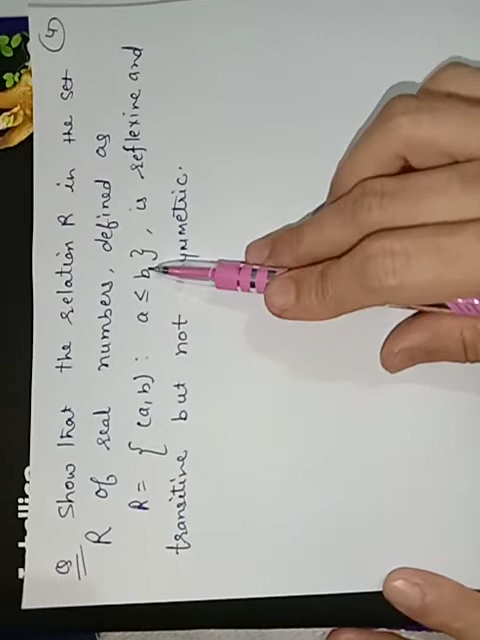 Q Show that the relation R in the set (4)
R of real numbers, defined as
R = { (a,b) : a ≤ b }, is reflexive and
transitive but not symmetric.